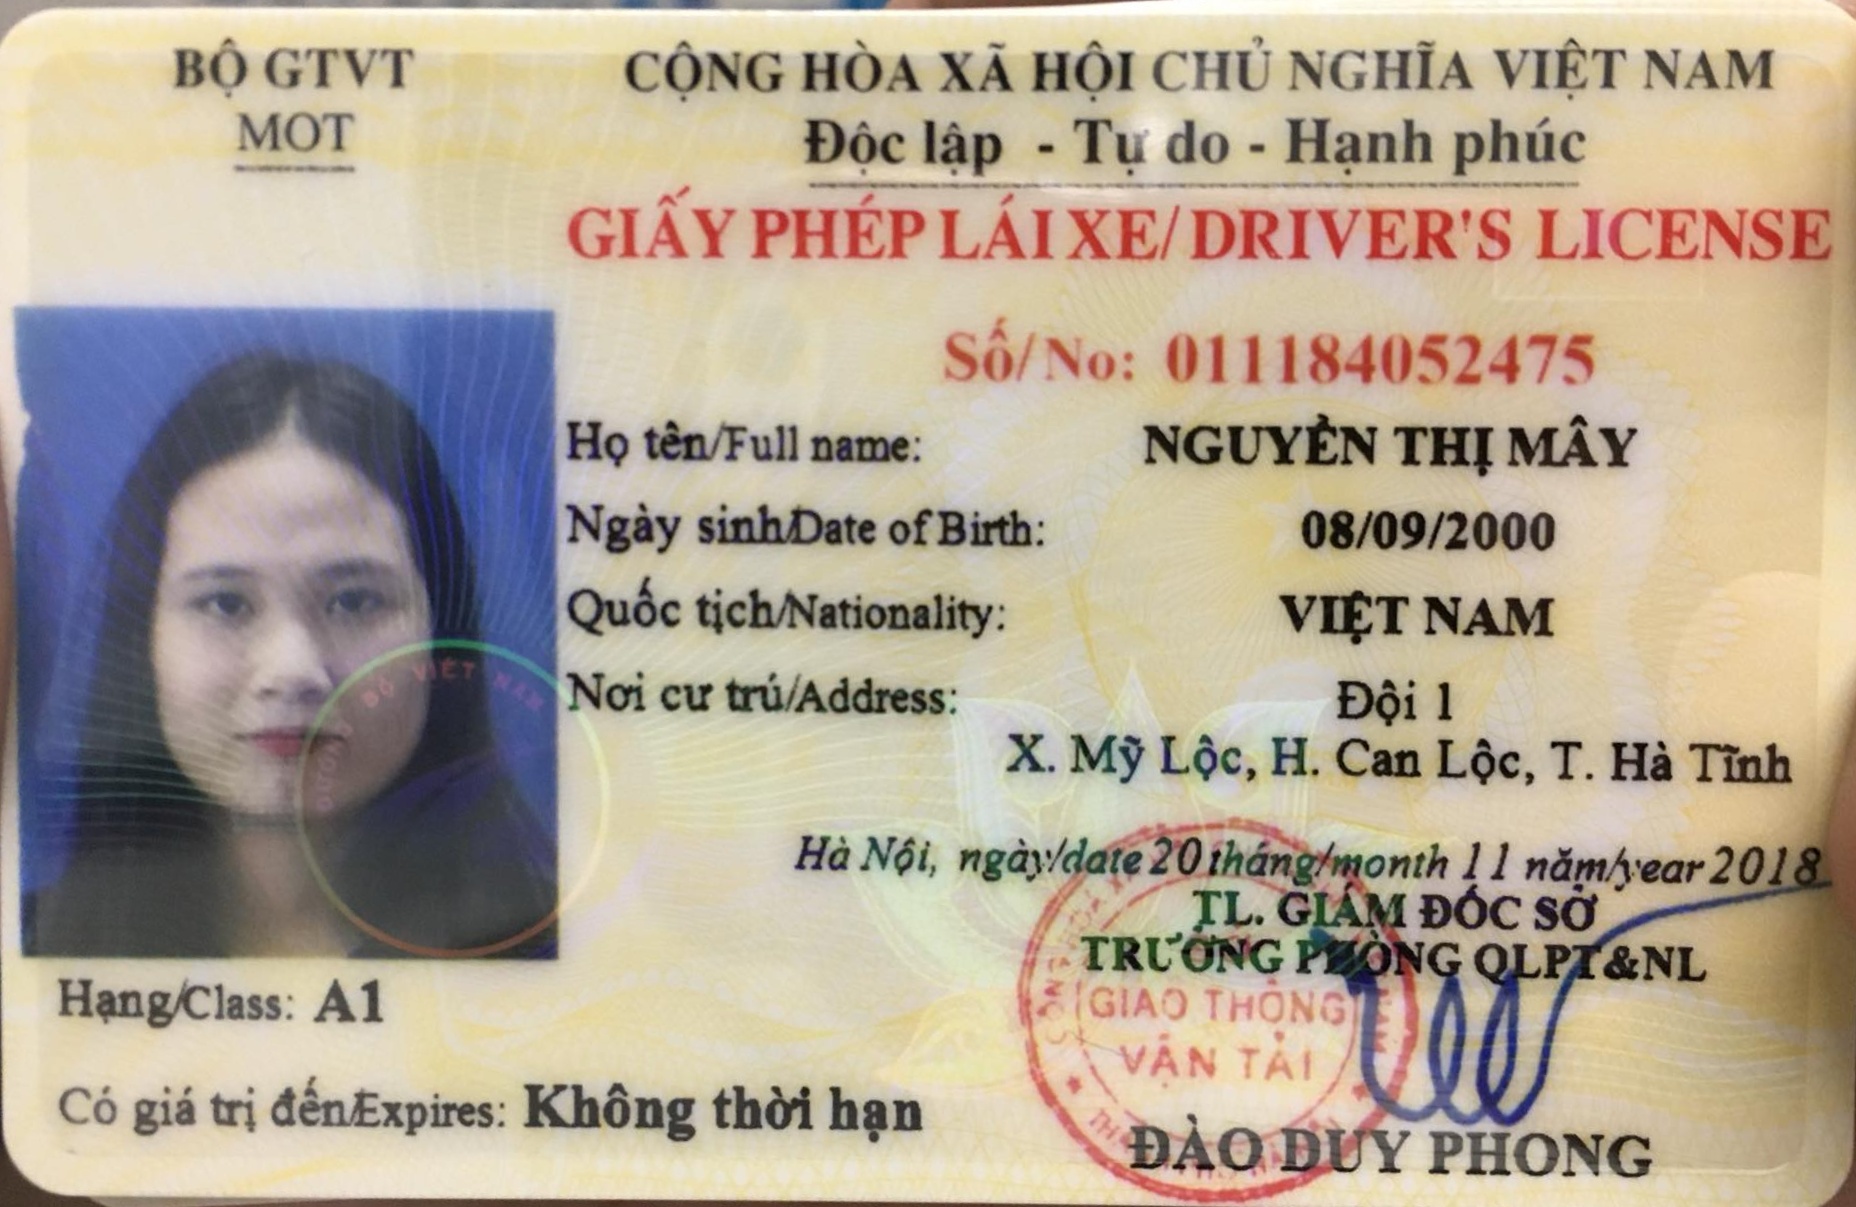 BỘ GTVT
MOT
CỘNG HÒA XÃ HỘI CHỦ NGHĨA VIỆT NAM
Độc lập - Tự do - Hạnh phúc
GIẤY PHÉP LÁI XE/ DRIVER'S LICENSE
Số/No: 011184052475
Họ tên/Full name: NGUYỄN THỊ MÂY
Ngày sinh/Date of Birth: 08/09/2000
Quốc tịch/Nationality: VIỆT NAM
Nơi cư trú/Address: Đội 1
X. Mỹ Lộc, H. Can Lộc, T. Hà Tĩnh
Hà Nội, ngày/date 20 tháng/month 11 năm/year 2018
TL. GIÁM ĐỐC SỞ
TRƯỞNG PHÒNG QLPT&NL
GIAO THÔNG
VẬN TẢI
ĐÀO DUY PHONG
Hạng/Class: A1
Có giá trị đến/Expires: Không thời hạn
BỘ VIỆT NAM